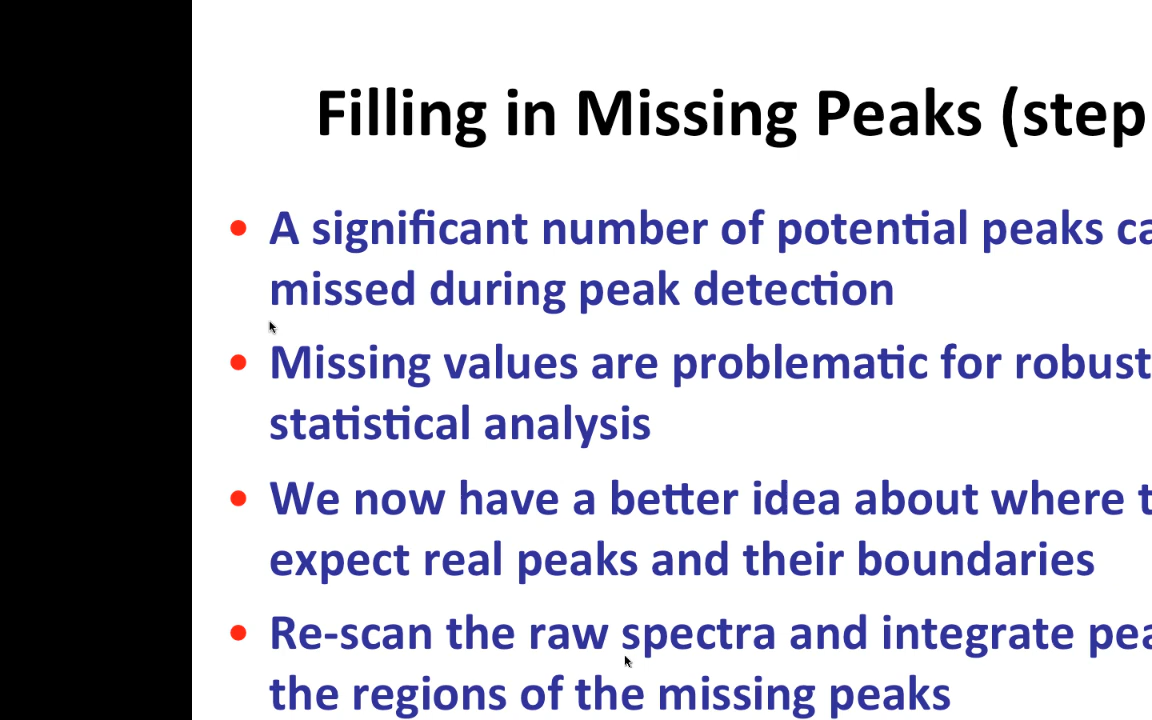 Filling in Missing Peaks (step
• A significant number of potential peaks ca
missed during peak detection
• Missing values are problematic for robust
statistical analysis
• We now have a better idea about where t
expect real peaks and their boundaries
• Re-scan the raw spectra and integrate pea
the regions of the missing peaks